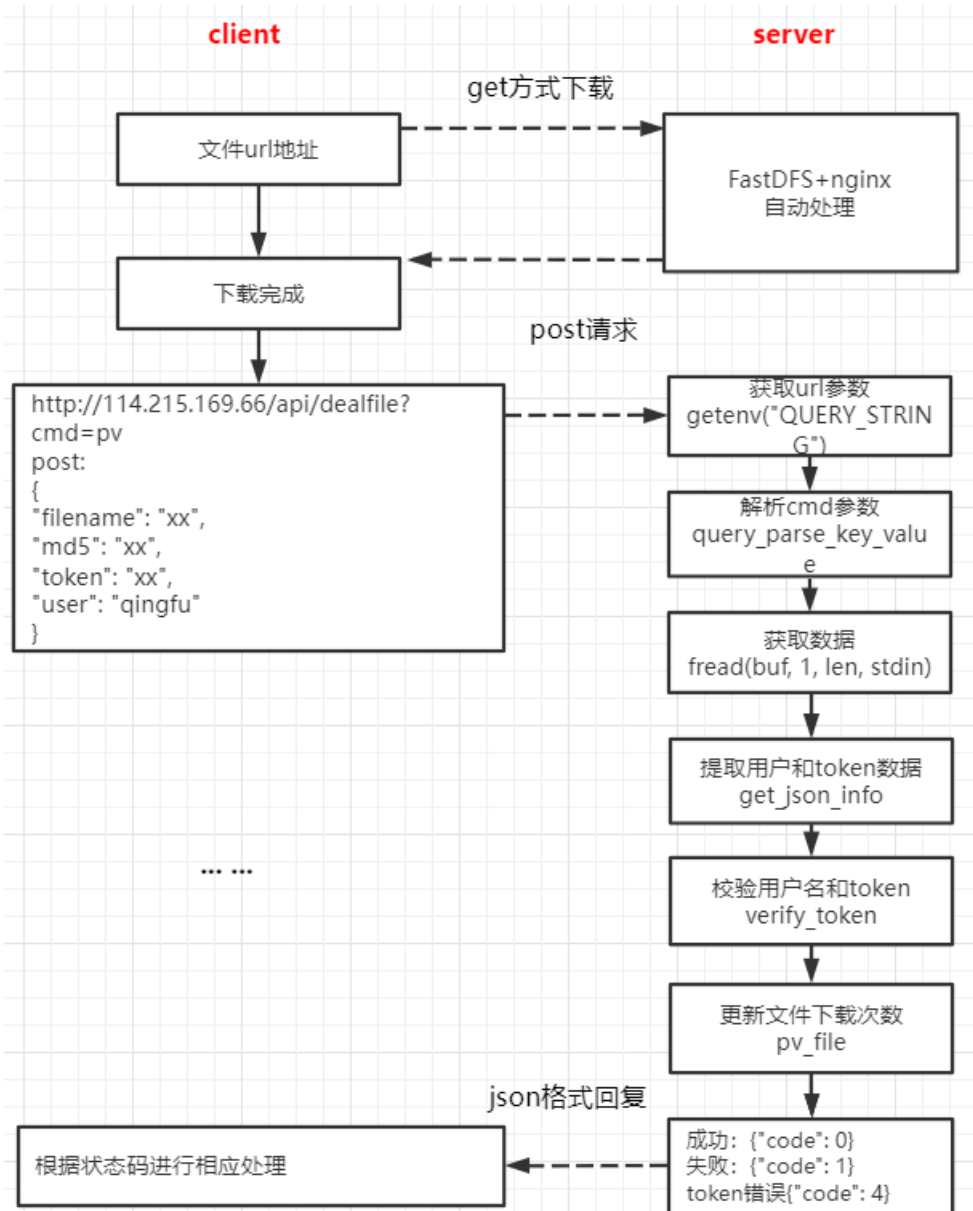 client
server
get方式下载
文件url地址
FastDFS+nginx
自动处理
下载完成
post请求
http://114.215.169.66/api/dealfile?
cmd=pv
post:
{
"filename": "xx",
"md5": "xx",
"token": "xx",
"user": "qingfu"
}
获取url参数
getenv("QUERY_STRIN
G")
解析cmd参数
query_parse_key_valu
e
获取数据
fread(buf, 1, len, stdin)
提取用户和token数据
get_json_info
... ...
校验用户名和token
verify_token
更新文件下载次数
pv_file
json格式回复
根据状态码进行相应处理
成功：{"code": 0}
失败：{"code": 1}
token错误{"code": 4}